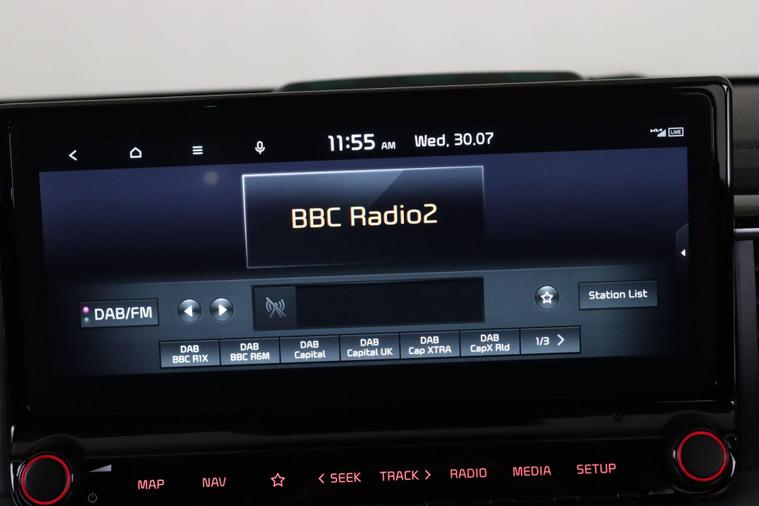 11:55 AM Wed, 30.07
LIVE
BBC Radio2
DAB/FM
Station List
DAB BBC R1X
DAB BBC R6M
DAB Capital
DAB Capital UK
DAB Cap XTRA
DAB CapX Rld
1/3 >
MAP NAV < SEEK TRACK > RADIO MEDIA SETUP